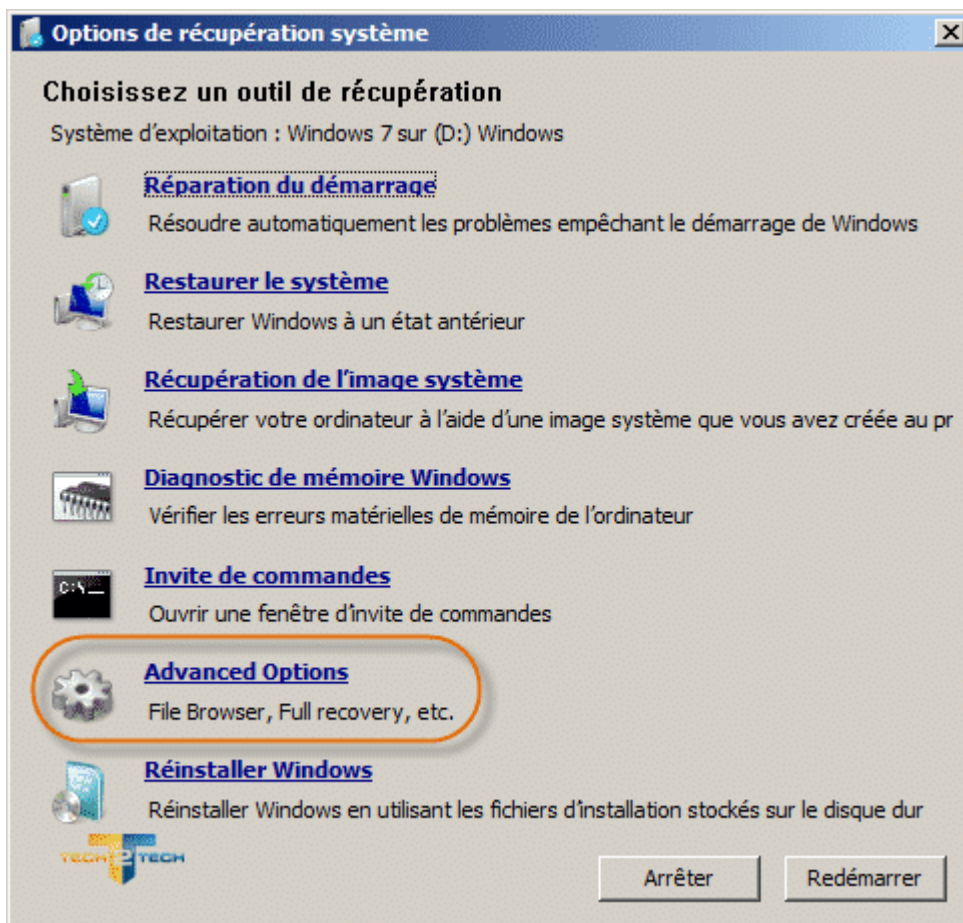 Options de récupération système
Choisissez un outil de récupération
Système d'exploitation : Windows 7 sur (D:) Windows
Réparation du démarrage
Résoudre automatiquement les problèmes empêchant le démarrage de Windows
Restaurer le système
Restaurer Windows à un état antérieur
Récupération de l'image système
Récupérer votre ordinateur à l'aide d'une image système que vous avez créée au pr
Diagnostic de mémoire Windows
Vérifier les erreurs matérielles de mémoire de l'ordinateur
C:\_
Invite de commandes
Ouvrir une fenêtre d'invite de commandes
Advanced Options
File Browser, Full recovery, etc.
Réinstaller Windows
Réinstaller Windows en utilisant les fichiers d'installation stockés sur le disque dur
TECH 2 TECH
Arrêter
Redémarrer